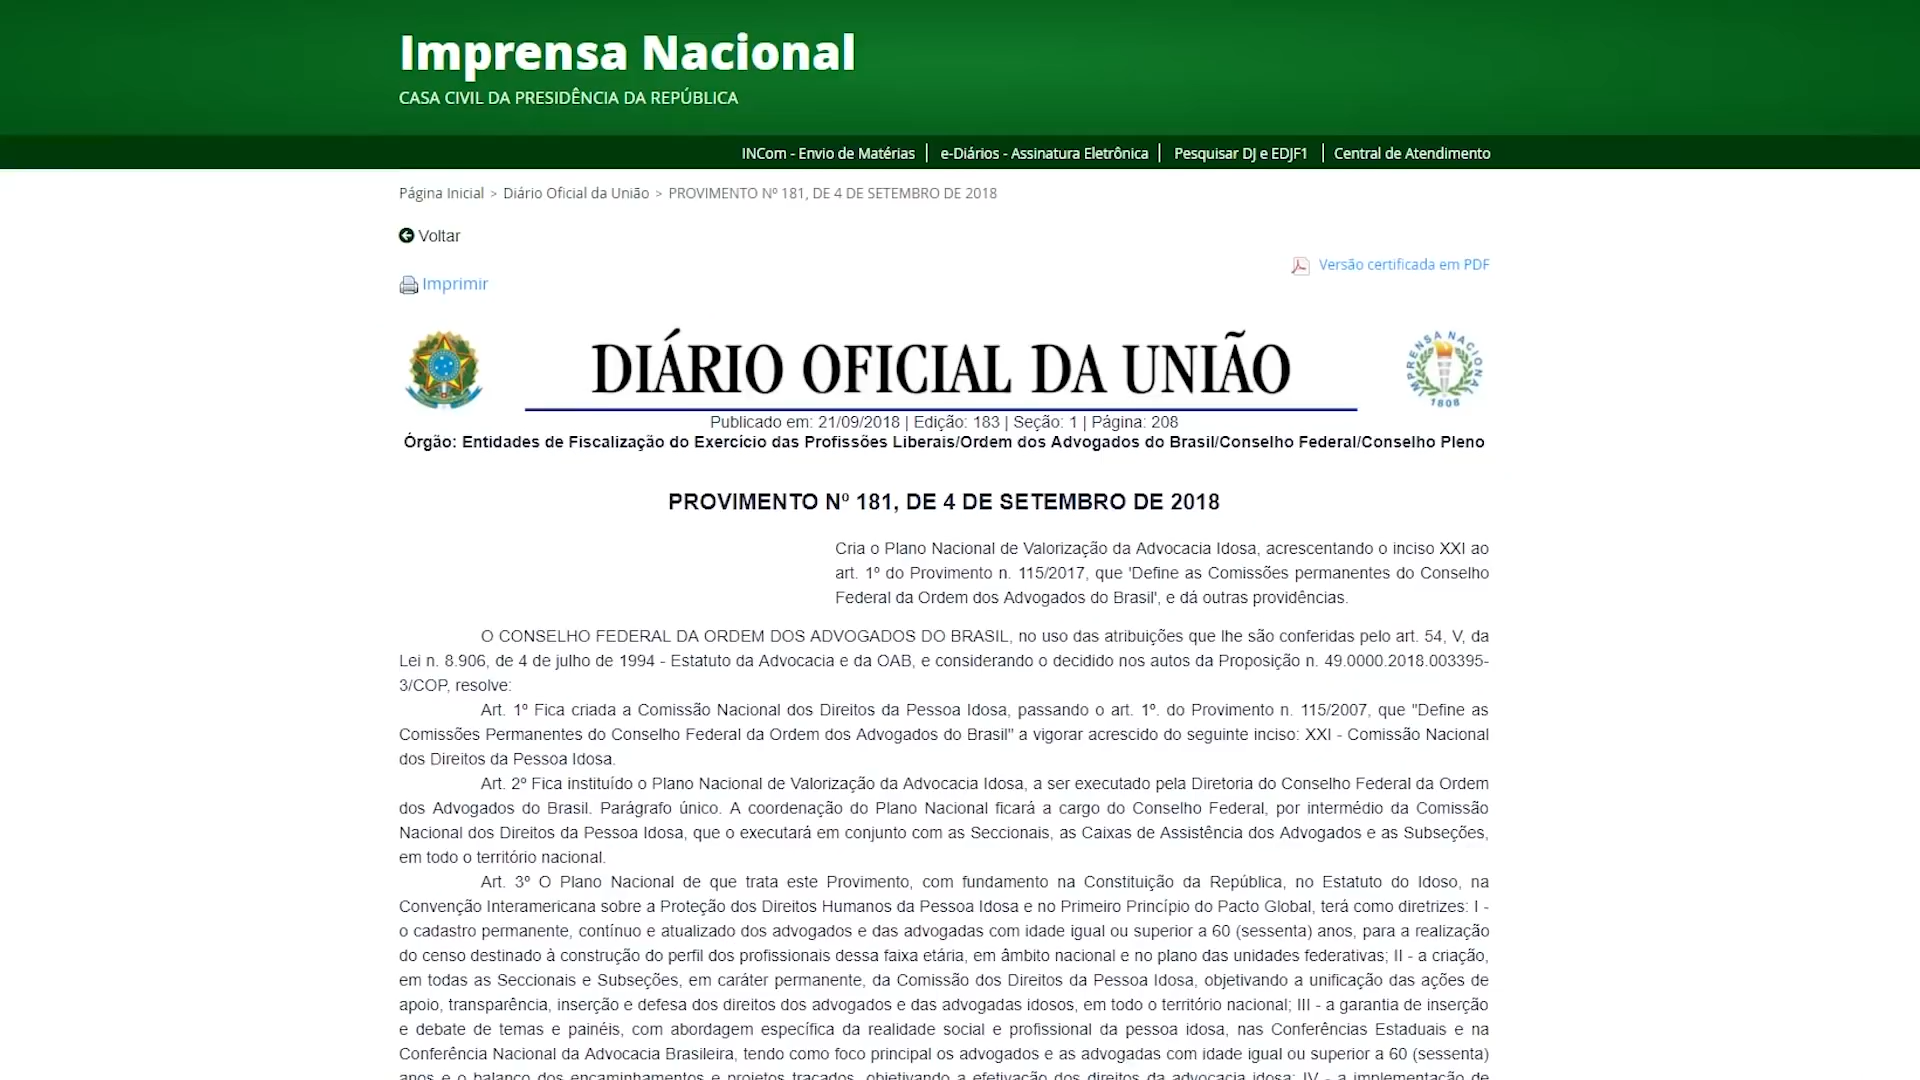 Imprensa Nacional
CASA CIVIL DA PRESIDÊNCIA DA REPÚBLICA
INCom - Envio de Matérias | e-Diários - Assinatura Eletrônica | Pesquisar DJ e EDJF1 | Central de Atendimento
Página Inicial > Diário Oficial da União > PROVIMENTO Nº 181, DE 4 DE SETEMBRO DE 2018
Voltar
Versão certificada em PDF
Imprimir
DIÁRIO OFICIAL DA UNIÃO
IMPRENSA NACIONAL
1808
Publicado em: 21/09/2018 | Edição: 183 | Seção: 1 | Página: 208
Órgão: Entidades de Fiscalização do Exercício das Profissões Liberais/Ordem dos Advogados do Brasil/Conselho Federal/Conselho Pleno
PROVIMENTO Nº 181, DE 4 DE SETEMBRO DE 2018
Cria o Plano Nacional de Valorização da Advocacia Idosa, acrescentando o inciso XXI ao
art. 1º do Provimento n. 115/2017, que 'Define as Comissões permanentes do Conselho
Federal da Ordem dos Advogados do Brasil', e dá outras providências.
O CONSELHO FEDERAL DA ORDEM DOS ADVOGADOS DO BRASIL, no uso das atribuições que lhe são conferidas pelo art. 54, V, da
Lei n. 8.906, de 4 de julho de 1994 - Estatuto da Advocacia e da OAB, e considerando o decidido nos autos da Proposição n. 49.0000.2018.003395-
3/COP, resolve:
Art. 1º Fica criada a Comissão Nacional dos Direitos da Pessoa Idosa, passando o art. 1º. do Provimento n. 115/2007, que "Define as
Comissões Permanentes do Conselho Federal da Ordem dos Advogados do Brasil" a vigorar acrescido do seguinte inciso: XXI - Comissão Nacional
dos Direitos da Pessoa Idosa.
Art. 2º Fica instituído o Plano Nacional de Valorização da Advocacia Idosa, a ser executado pela Diretoria do Conselho Federal da Ordem
dos Advogados do Brasil. Parágrafo único. A coordenação do Plano Nacional ficará a cargo do Conselho Federal, por intermédio da Comissão
Nacional dos Direitos da Pessoa Idosa, que o executará em conjunto com as Seccionais, as Caixas de Assistência dos Advogados e as Subseções,
em todo o território nacional.
Art. 3º O Plano Nacional de que trata este Provimento, com fundamento na Constituição da República, no Estatuto do Idoso, na
Convenção Interamericana sobre a Proteção dos Direitos Humanos da Pessoa Idosa e no Primeiro Princípio do Pacto Global, terá como diretrizes: I -
o cadastro permanente, contínuo e atualizado dos advogados e das advogadas com idade igual ou superior a 60 (sessenta) anos, para a realização
do censo destinado à construção do perfil dos profissionais dessa faixa etária, em âmbito nacional e no plano das unidades federativas; II - a criação,
em todas as Seccionais e Subseções, em caráter permanente, da Comissão dos Direitos da Pessoa Idosa, objetivando a unificação das ações de
apoio, transparência, inserção e defesa dos direitos dos advogados e das advogadas idosos, em todo o território nacional; III - a garantia de inserção
e debate de temas e painéis, com abordagem específica da realidade social e profissional da pessoa idosa, nas Conferências Estaduais e na
Conferência Nacional da Advocacia Brasileira, tendo como foco principal os advogados e as advogadas com idade igual ou superior a 60 (sessenta)
anos e o balanço dos encaminhamentos e projetos traçados, objetivando a efetivação dos direitos da advocacia idosa; IV - a implementação de